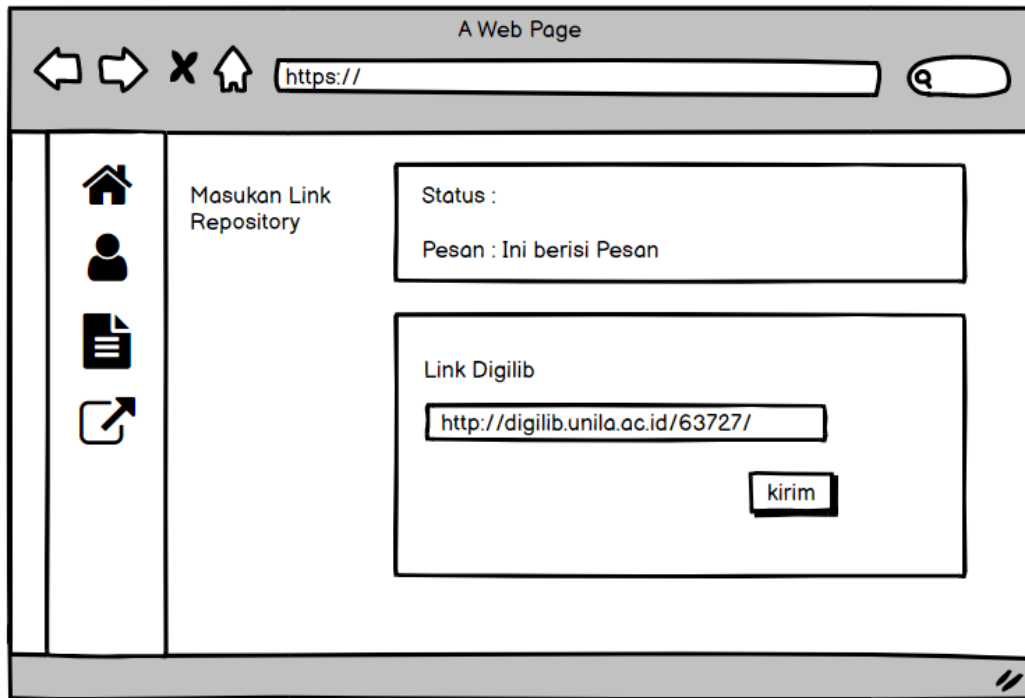 A Web Page
https://
Masukan Link
Repository
Status :
Pesan : Ini berisi Pesan
Link Digilib
http://digilib.unila.ac.id/63727/
kirim